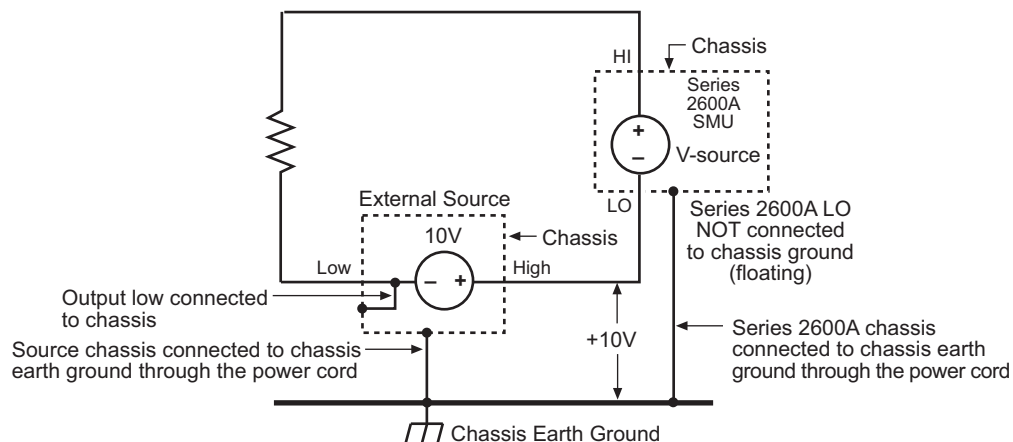 Chassis
HI
Series
2600A
SMU
+
–
V-source
LO
External Source
10V
Chassis
Series 2600A LO
NOT connected
to chassis ground
(floating)
Low
– +
High
Output low connected
to chassis
+10V
Source chassis connected to chassis
earth ground through the power cord
Series 2600A chassis
connected to chassis earth
ground through the power cord
Chassis Earth Ground